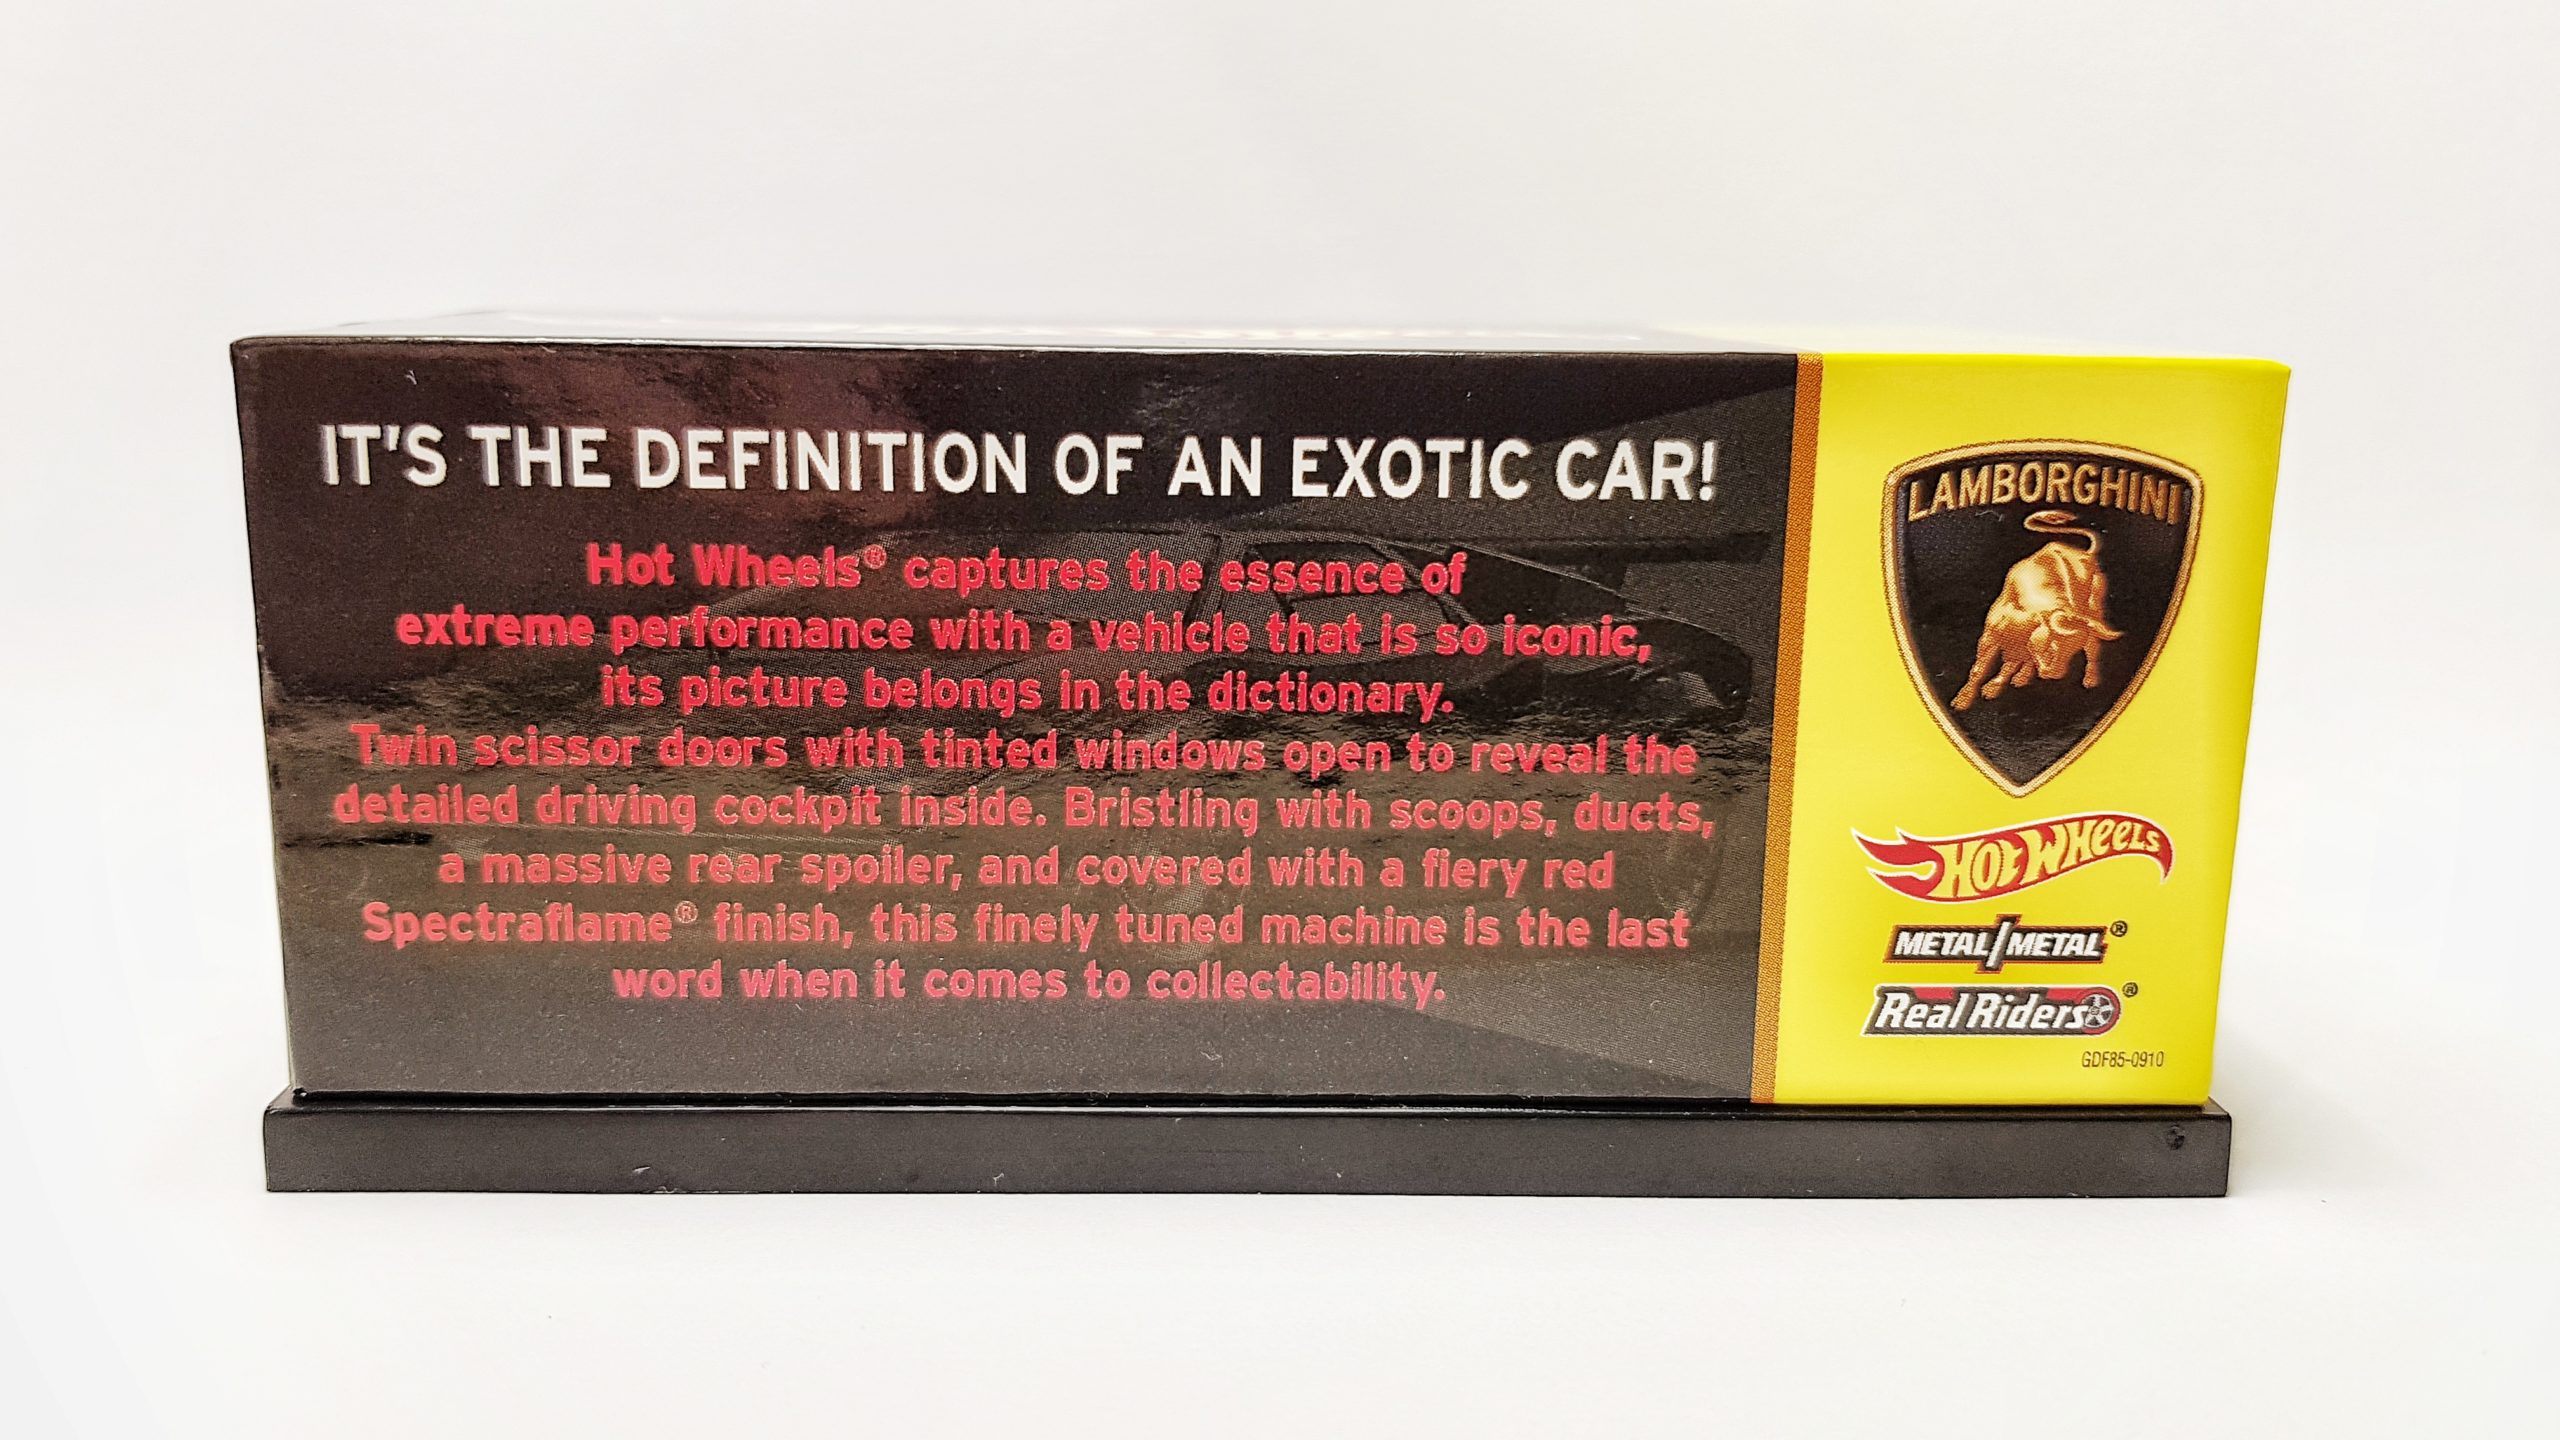 IT'S THE DEFINITION OF AN EXOTIC CAR!
Hot Wheels® captures the essence of
extreme performance with a vehicle that is so iconic,
its picture belongs in the dictionary.
Twin scissor doors with tinted windows open to reveal the
detailed driving cockpit inside. Bristling with scoops, ducts,
a massive rear spoiler, and covered with a fiery red
Spectraflame® finish, this finely tuned machine is the last
word when it comes to collectability.
LAMBORGHINI
HOT WHEELS
METAL/METAL®
Real Riders®
GDF85-0910